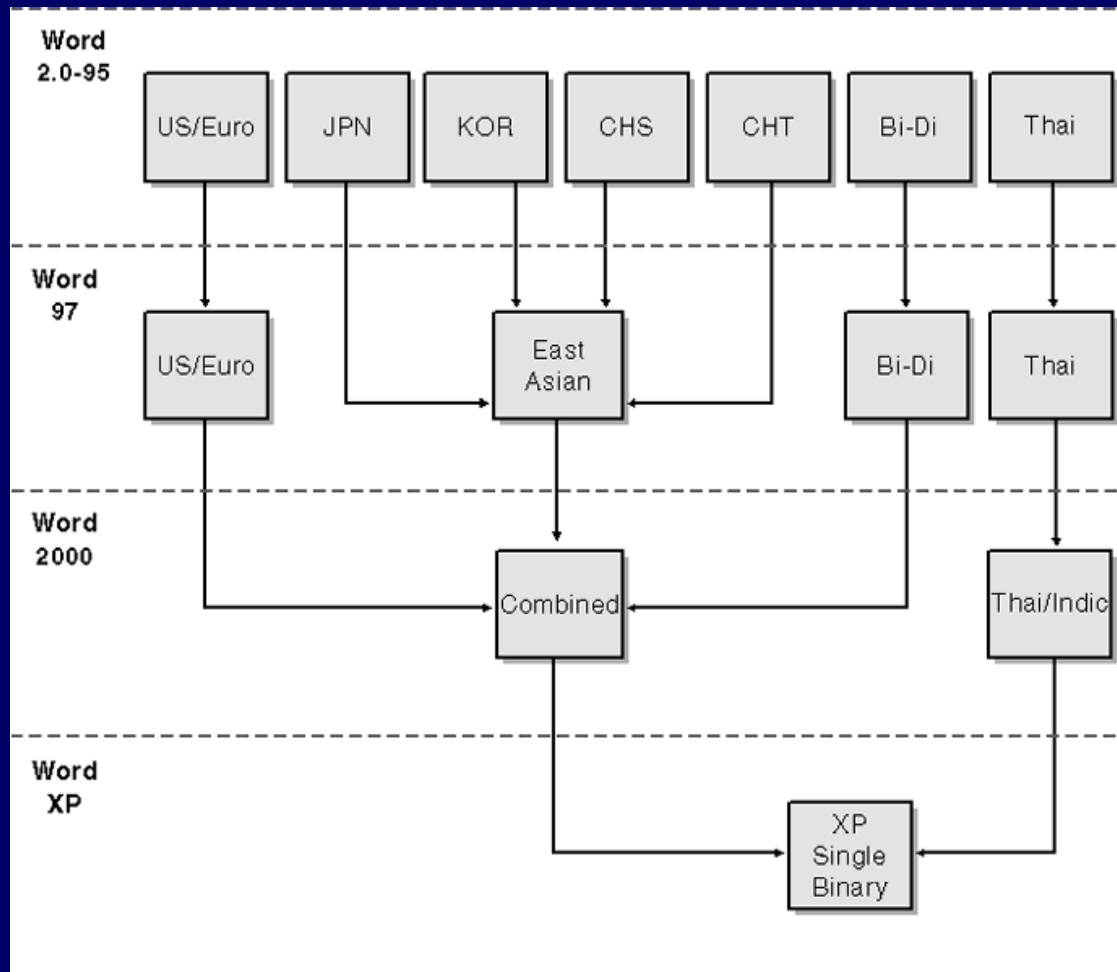 Word
2.0-95
US/Euro
JPN
KOR
CHS
CHT
Bi-Di
Thai
Word
97
US/Euro
East
Asian
Bi-Di
Thai
Word
2000
Combined
Thai/Indic
Word
XP
XP
Single
Binary